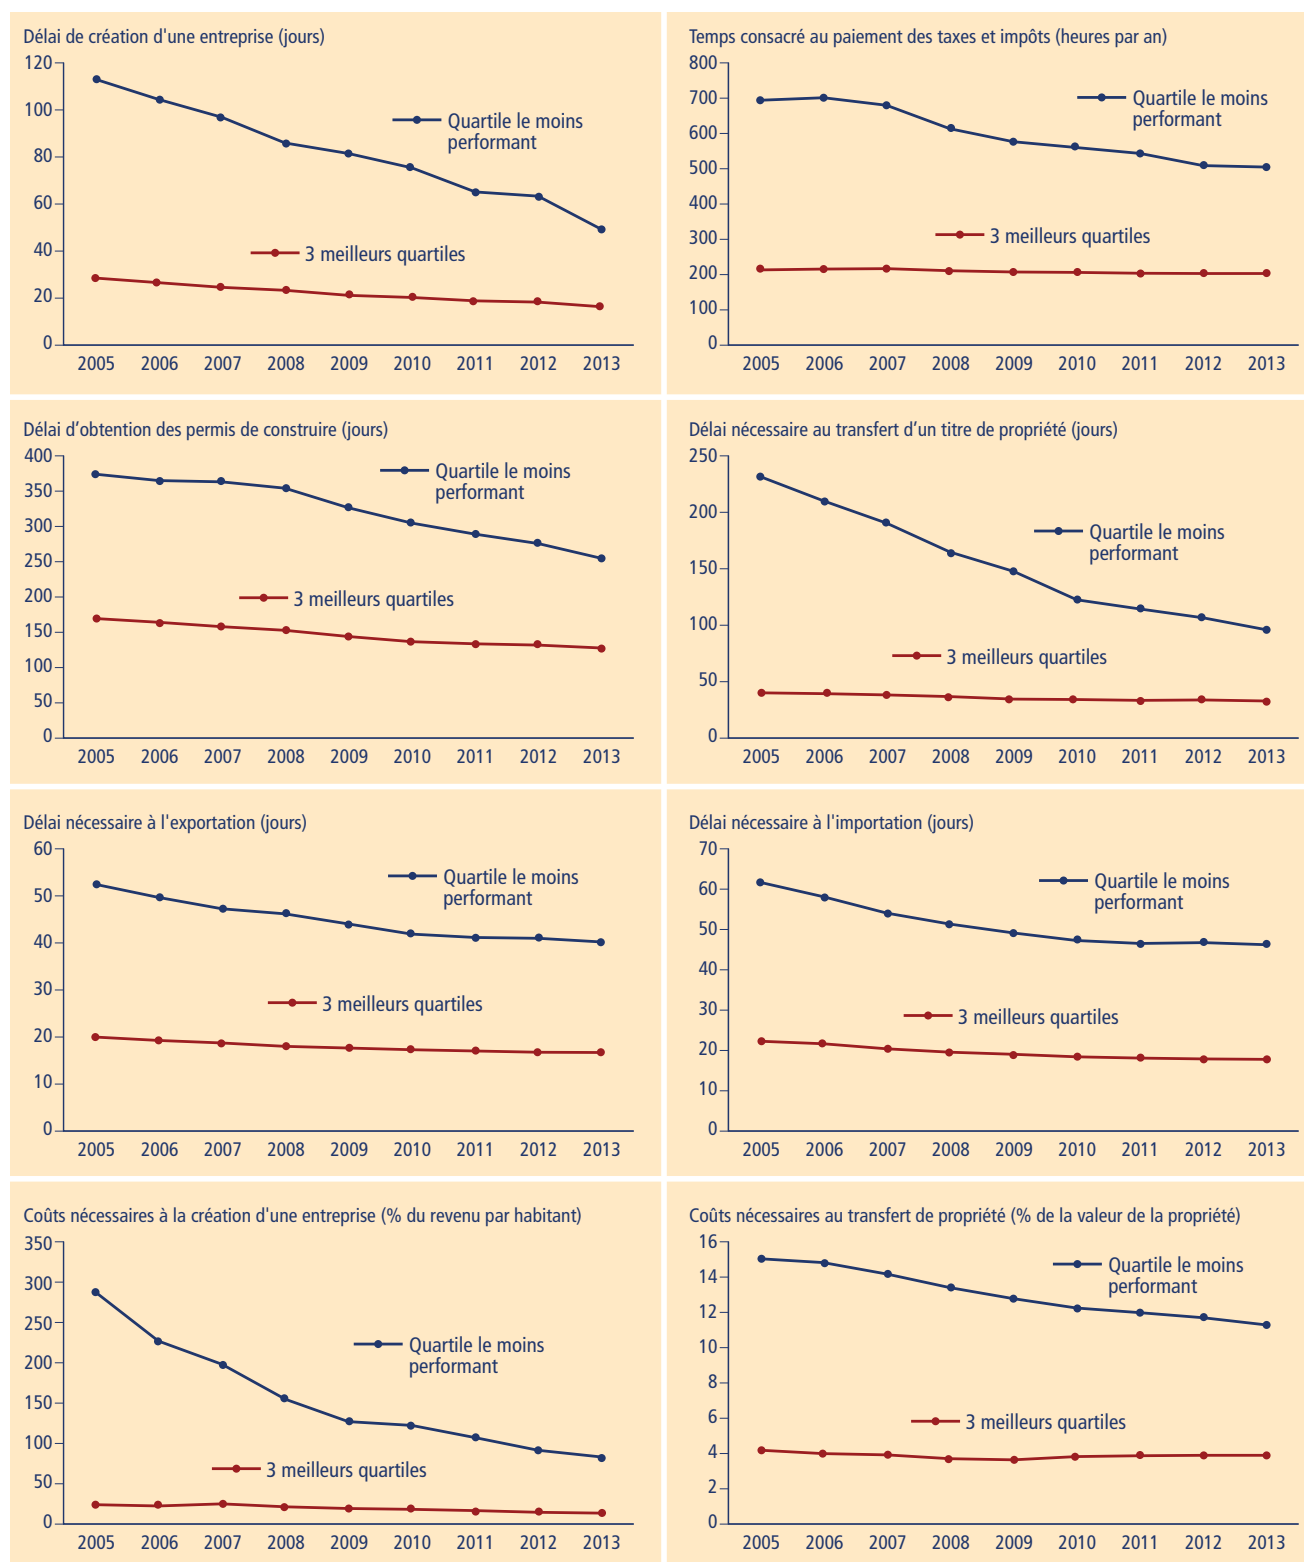 Délai de création d'une entreprise (jours)
120
100
80
60
40
20
0
Quartile le moins
performant
3 meilleurs quartiles
2005 2006 2007 2008 2009 2010 2011 2012 2013
Temps consacré au paiement des taxes et impôts (heures par an)
800
700
600
500
400
300
200
100
0
Quartile le moins
performant
3 meilleurs quartiles
2005 2006 2007 2008 2009 2010 2011 2012 2013
Délai d’obtention des permis de construire (jours)
400
350
300
250
200
150
100
50
0
Quartile le moins
performant
3 meilleurs quartiles
2005 2006 2007 2008 2009 2010 2011 2012 2013
Délai nécessaire au transfert d’un titre de propriété (jours)
250
200
150
100
50
0
Quartile le moins
performant
3 meilleurs quartiles
2005 2006 2007 2008 2009 2010 2011 2012 2013
Délai nécessaire à l'exportation (jours)
60
50
40
30
20
10
0
Quartile le moins
performant
3 meilleurs quartiles
2005 2006 2007 2008 2009 2010 2011 2012 2013
Délai nécessaire à l'importation (jours)
70
60
50
40
30
20
10
0
Quartile le moins
performant
3 meilleurs quartiles
2005 2006 2007 2008 2009 2010 2011 2012 2013
Coûts nécessaires à la création d'une entreprise (% du revenu par habitant)
350
300
250
200
150
100
50
0
Quartile le moins
performant
3 meilleurs quartiles
2005 2006 2007 2008 2009 2010 2011 2012 2013
Coûts nécessaires au transfert de propriété (% de la valeur de la propriété)
16
14
12
10
8
6
4
2
0
Quartile le moins
performant
3 meilleurs quartiles
2005 2006 2007 2008 2009 2010 2011 2012 2013